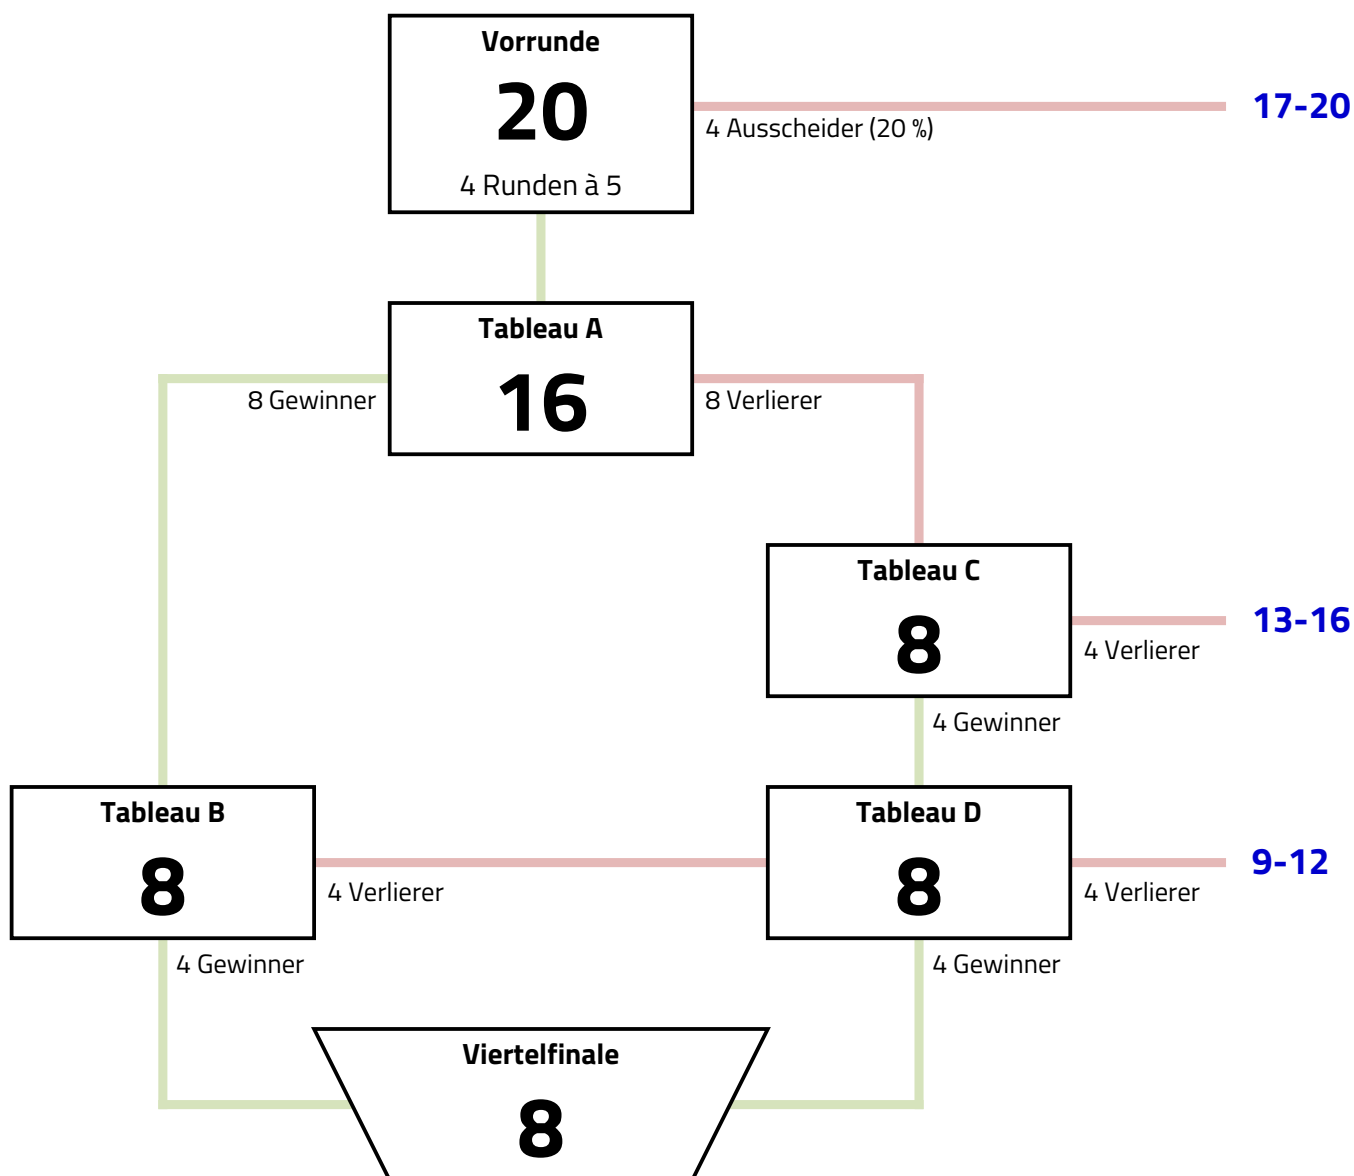 Vorrunde
20
4 Runden à 5
4 Ausscheider (20 %)
17-20
Tableau A
16
8 Gewinner
8 Verlierer
Tableau C
8
4 Verlierer
13-16
4 Gewinner
Tableau B
8
4 Verlierer
4 Gewinner
Tableau D
8
4 Verlierer
9-12
4 Gewinner
Viertelfinale
8